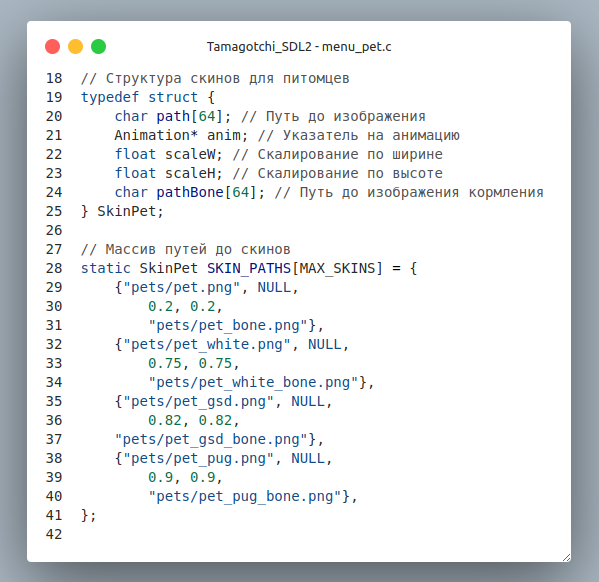 Tamagotchi_SDL2 - menu_pet.c
18 // Структура скинов для питомцев
19 typedef struct {
20     char path[64]; // Путь до изображения
21     Animation* anim; // Указатель на анимацию
22     float scaleW; // Скалирование по ширине
23     float scaleH; // Скалирование по высоте
24     char pathBone[64]; // Путь до изображения кормления
25 } SkinPet;
26
27 // Массив путей до скинов
28 static SkinPet SKIN_PATHS[MAX_SKINS] = {
29     {"pets/pet.png", NULL,
30         0.2, 0.2,
31         "pets/pet_bone.png"},
32     {"pets/pet_white.png", NULL,
33         0.75, 0.75,
34         "pets/pet_white_bone.png"},
35     {"pets/pet_gsd.png", NULL,
36         0.82, 0.82,
37     "pets/pet_gsd_bone.png"},
38     {"pets/pet_pug.png", NULL,
39         0.9, 0.9,
40         "pets/pet_pug_bone.png"},
41 };
42